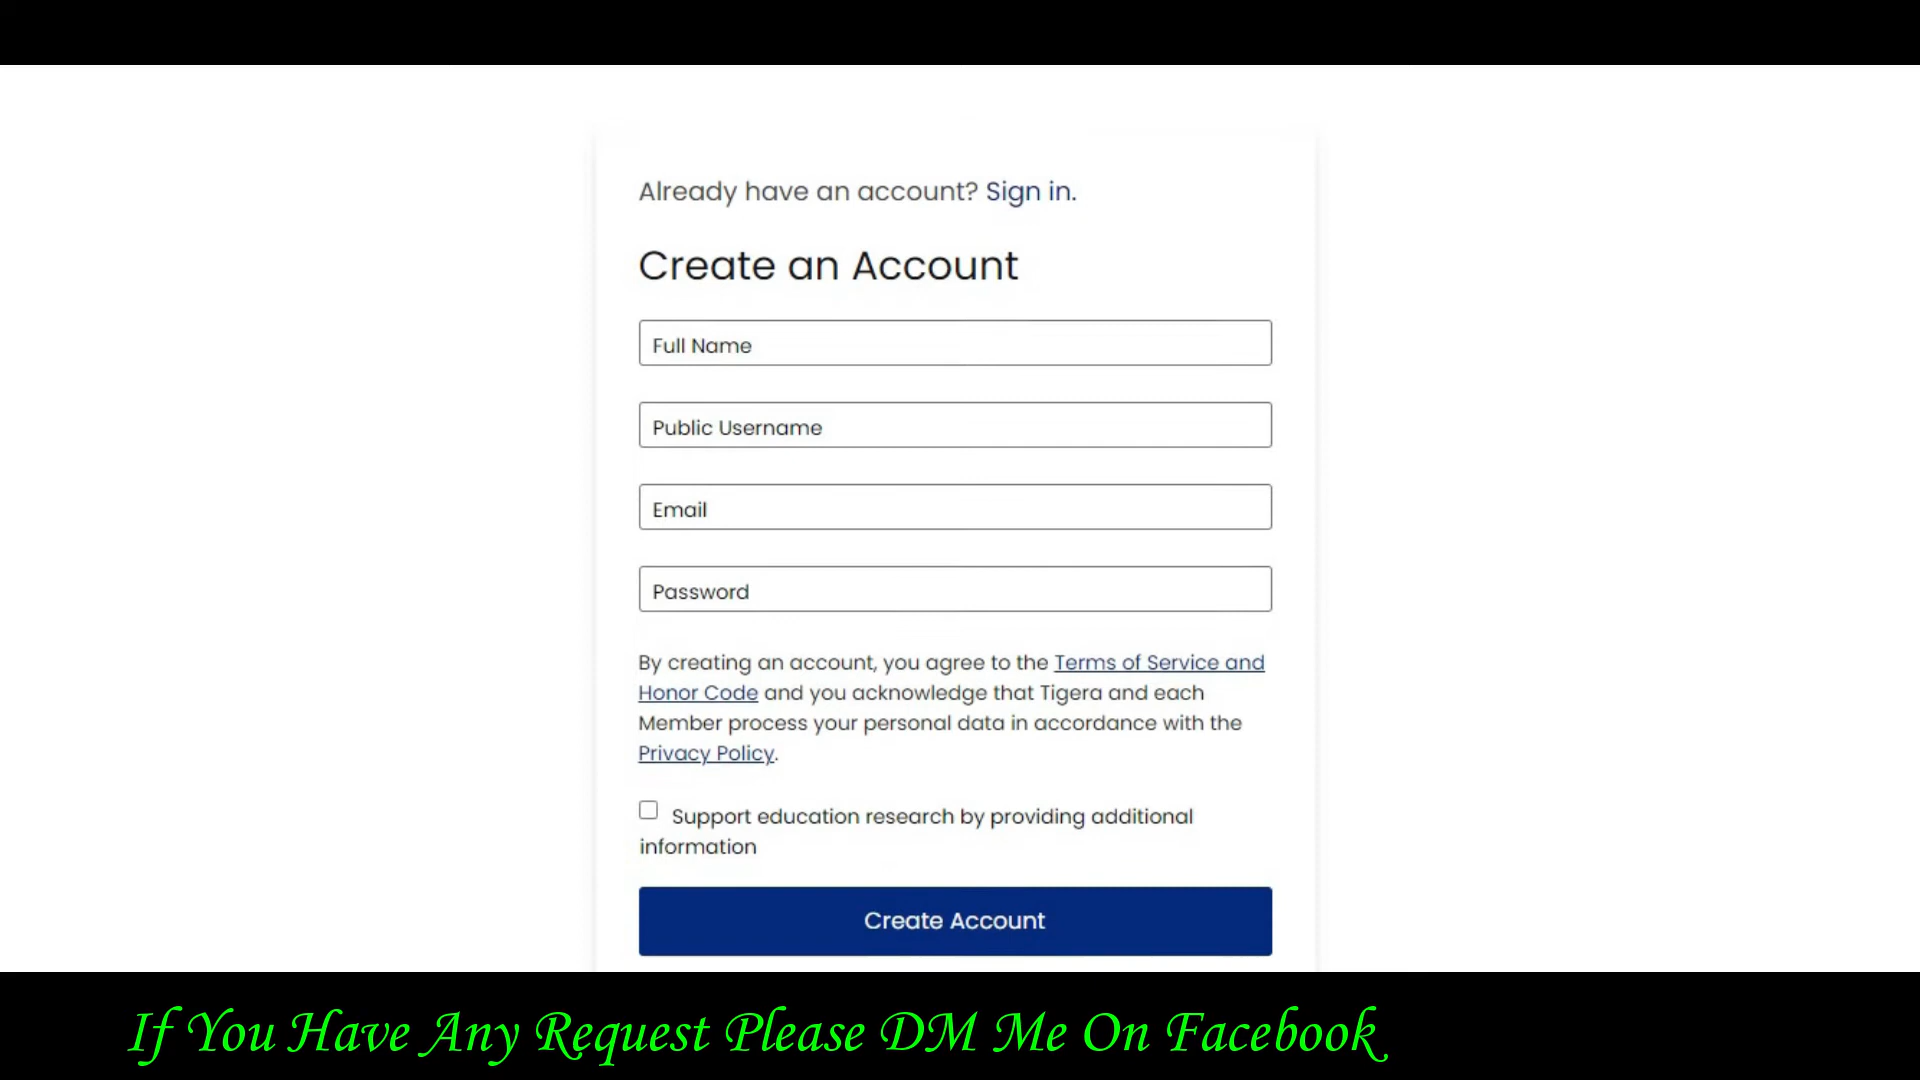 Already have an account? Sign in.
Create an Account
Full Name
Public Username
Email
Password
By creating an account, you agree to the Terms of Service and
Honor Code and you acknowledge that Tigera and each
Member process your personal data in accordance with the
Privacy Policy.
Support education research by providing additional
information
Create Account
If You Have Any Request Please DM Me On Facebook